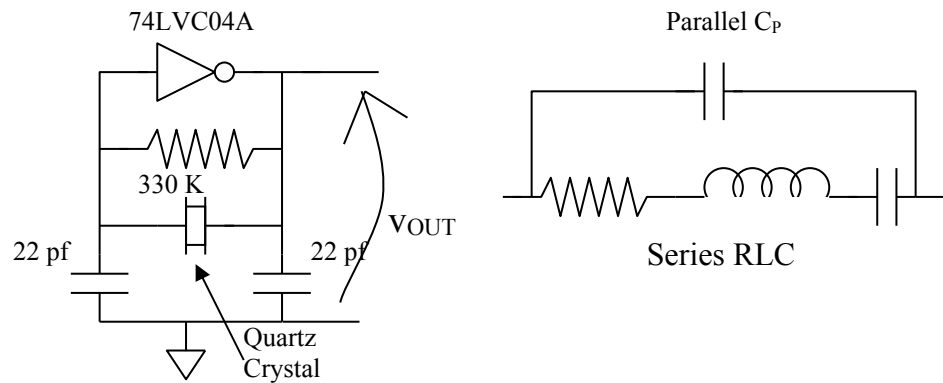 74LVC04A
330 K
22 pf
22 pf
vOUT
Quartz
Crystal
Parallel CP
Series RLC